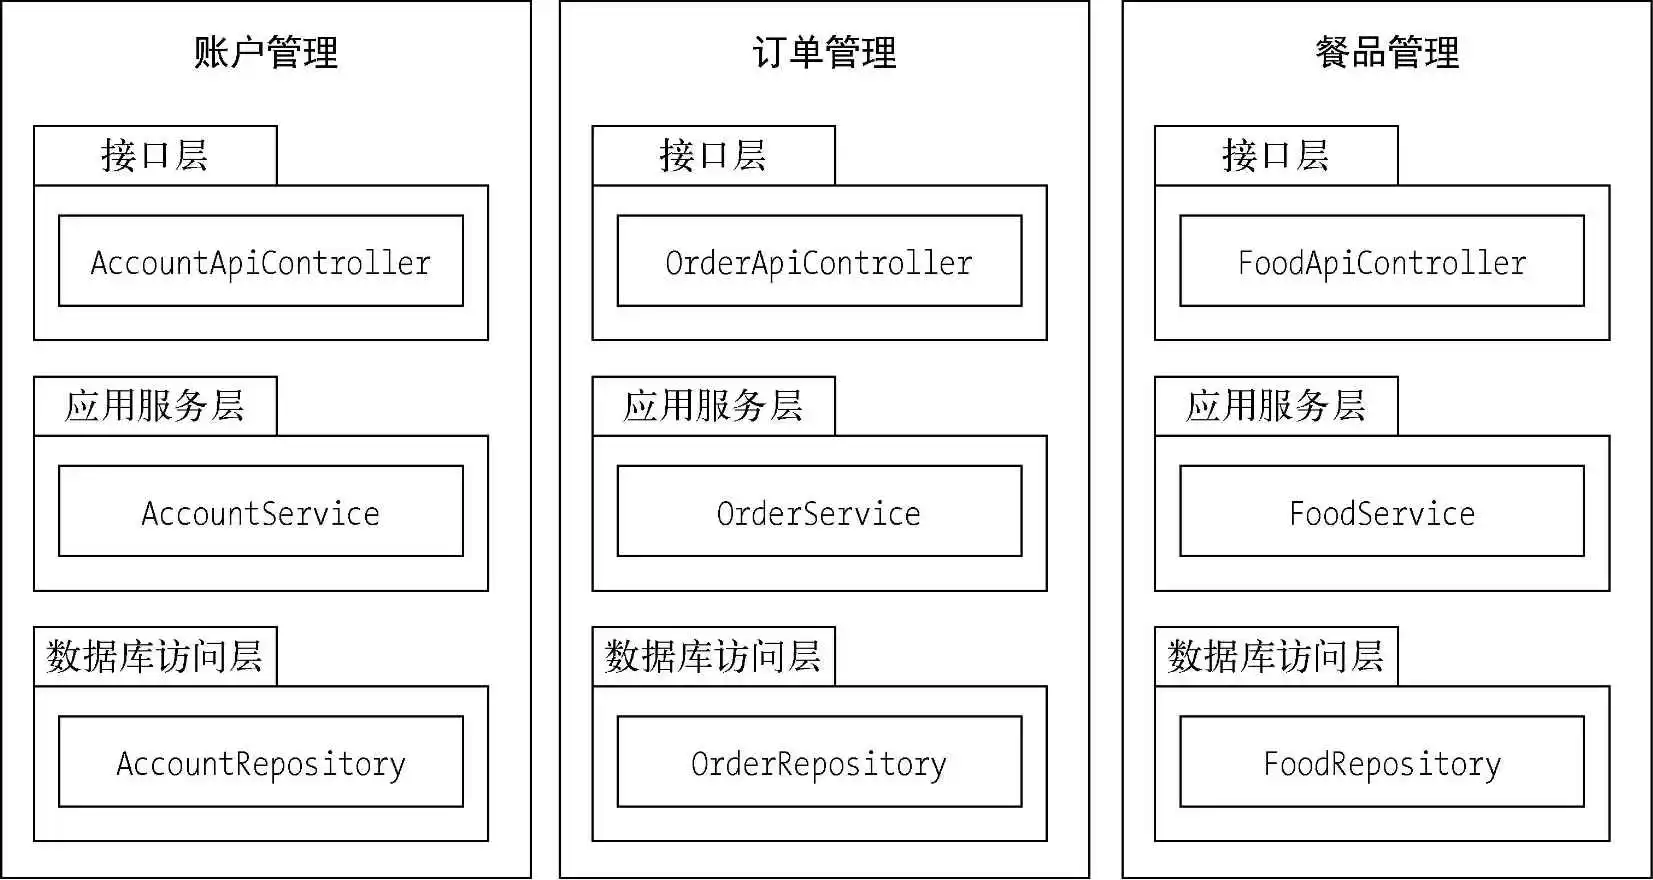 账户管理
接口层
AccountApiController
应用服务层
AccountService
数据库访问层
AccountRepository
订单管理
接口层
OrderApiController
应用服务层
OrderService
数据库访问层
OrderRepository
餐品管理
接口层
FoodApiController
应用服务层
FoodService
数据库访问层
FoodRepository